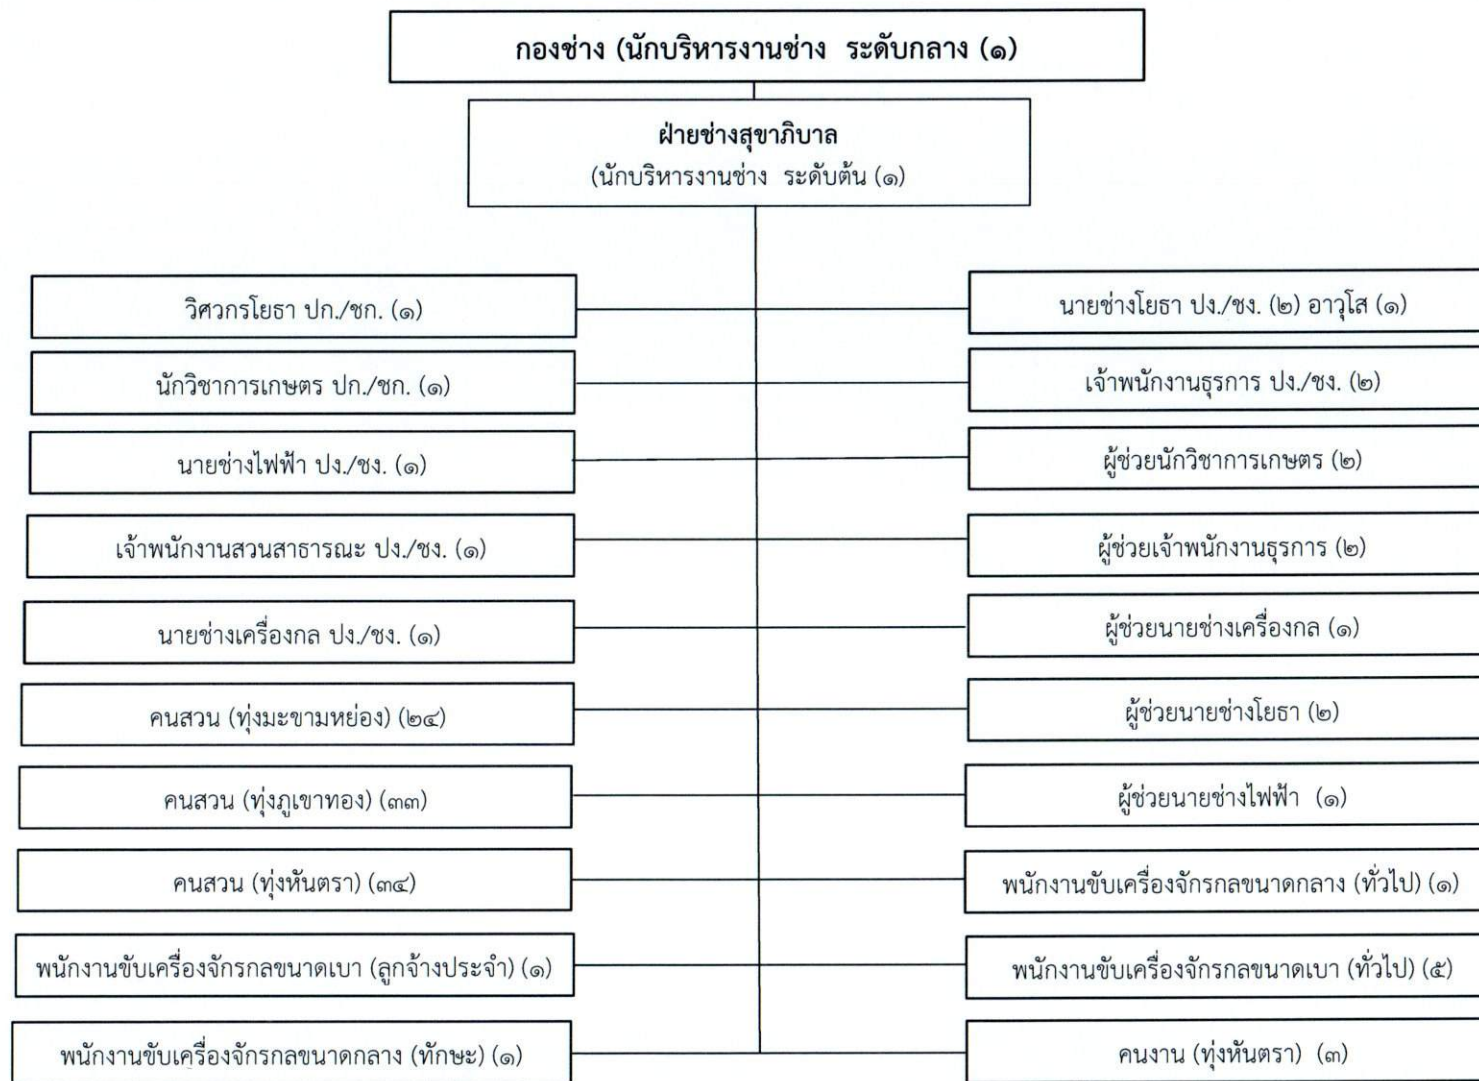 กองช่าง (นักบริหารงานช่าง ระดับกลาง (๑)
ฝ่ายช่างสุขาภิบาล
(นักบริหารงานช่าง ระดับต้น (๑)
วิศวกรโยธา ปก./ชก. (๑)
นายช่างโยธา ปง./ชง. (๒) อาวุโส (๑)
นักวิชาการเกษตร ปก./ชก. (๑)
เจ้าพนักงานธุรการ ปง./ชง. (๒)
นายช่างไฟฟ้า ปง./ชง. (๑)
ผู้ช่วยนักวิชาการเกษตร (๒)
เจ้าพนักงานสวนสาธารณะ ปง./ชง. (๑)
ผู้ช่วยเจ้าพนักงานธุรการ (๒)
นายช่างเครื่องกล ปง./ชง. (๑)
ผู้ช่วยนายช่างเครื่องกล (๑)
คนสวน (ทุ่งมะขามหย่อง) (๒๔)
ผู้ช่วยนายช่างโยธา (๒)
คนสวน (ทุ่งภูเขาทอง) (๓๓)
ผู้ช่วยนายช่างไฟฟ้า (๑)
คนสวน (ทุ่งหันตรา) (๓๔)
พนักงานขับเครื่องจักรกลขนาดกลาง (ทั่วไป) (๑)
พนักงานขับเครื่องจักรกลขนาดเบา (ลูกจ้างประจำ) (๑)
พนักงานขับเครื่องจักรกลขนาดเบา (ทั่วไป) (๕)
พนักงานขับเครื่องจักรกลขนาดกลาง (ทักษะ) (๑)
คนงาน (ทุ่งหันตรา) (๓)